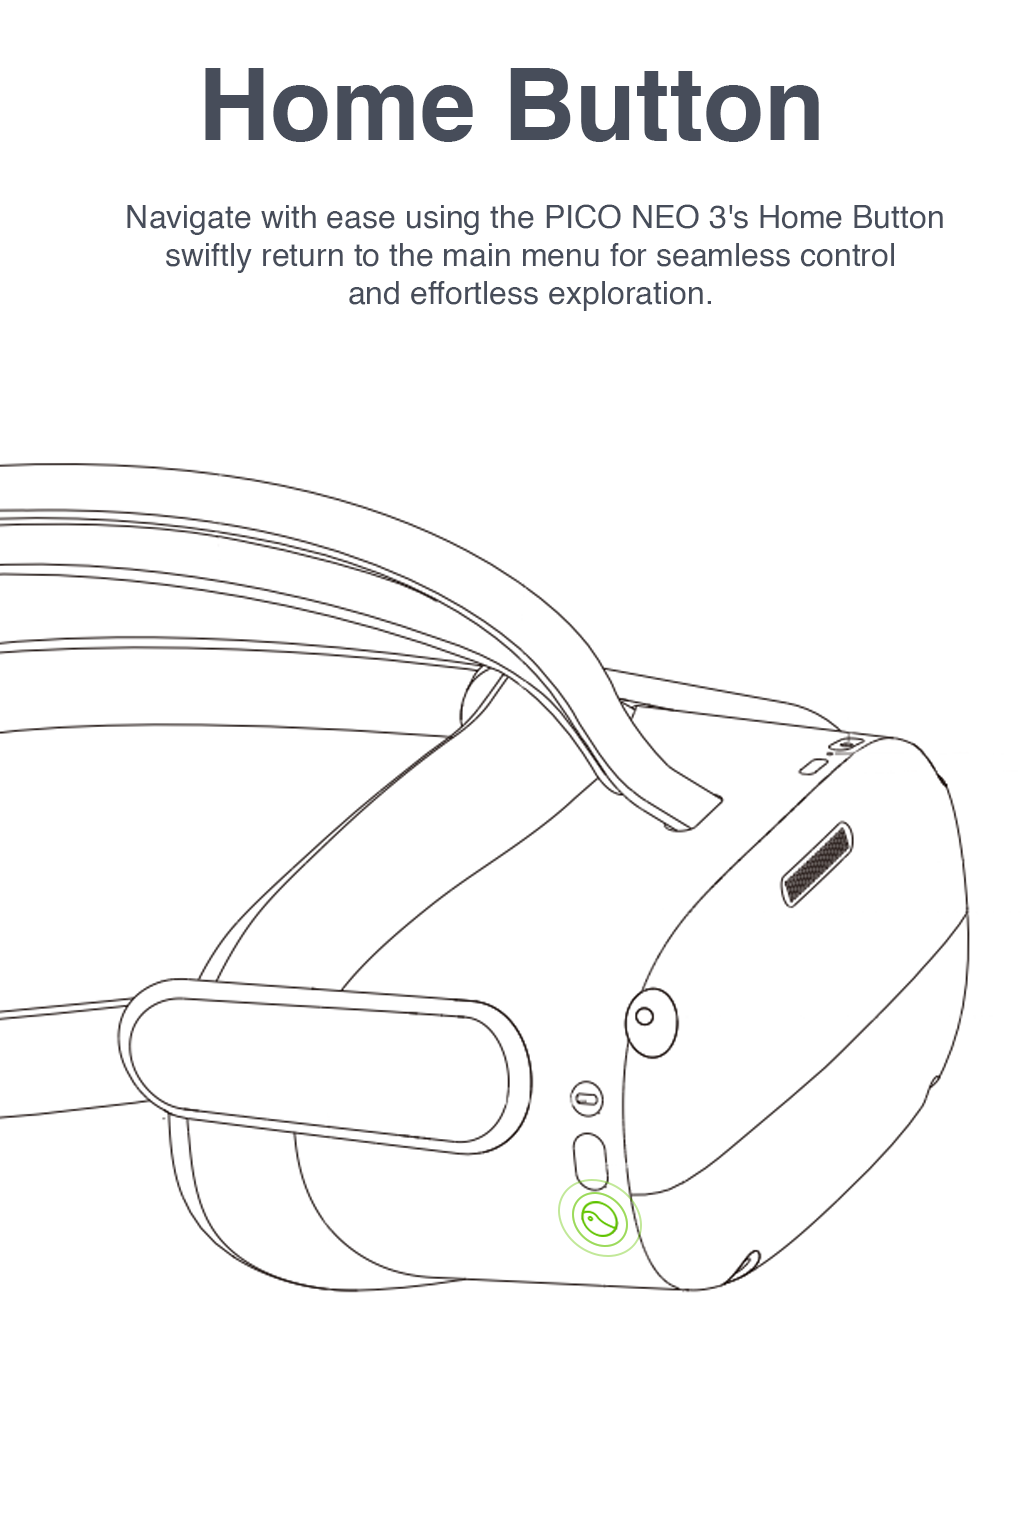 Home Button
Navigate with ease using the PICO NEO 3's Home Button
swiftly return to the main menu for seamless control
and effortless exploration.